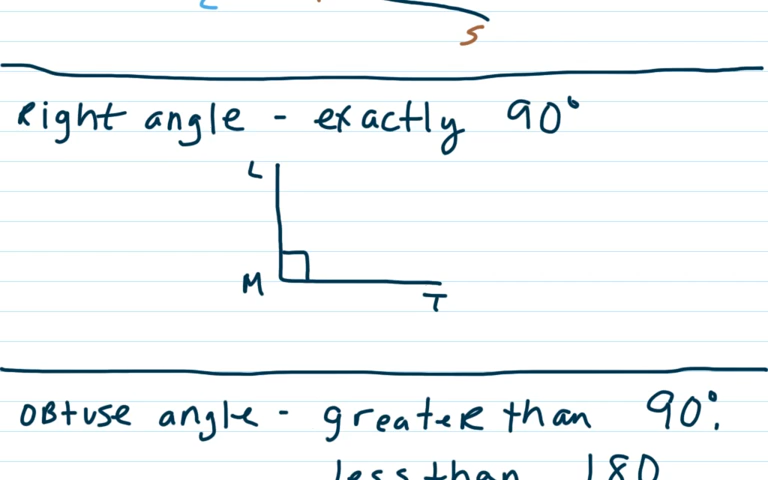 S
Right angle - exactly 90°
L
M
T
obtuse angle - greater than 90°.
less than 180